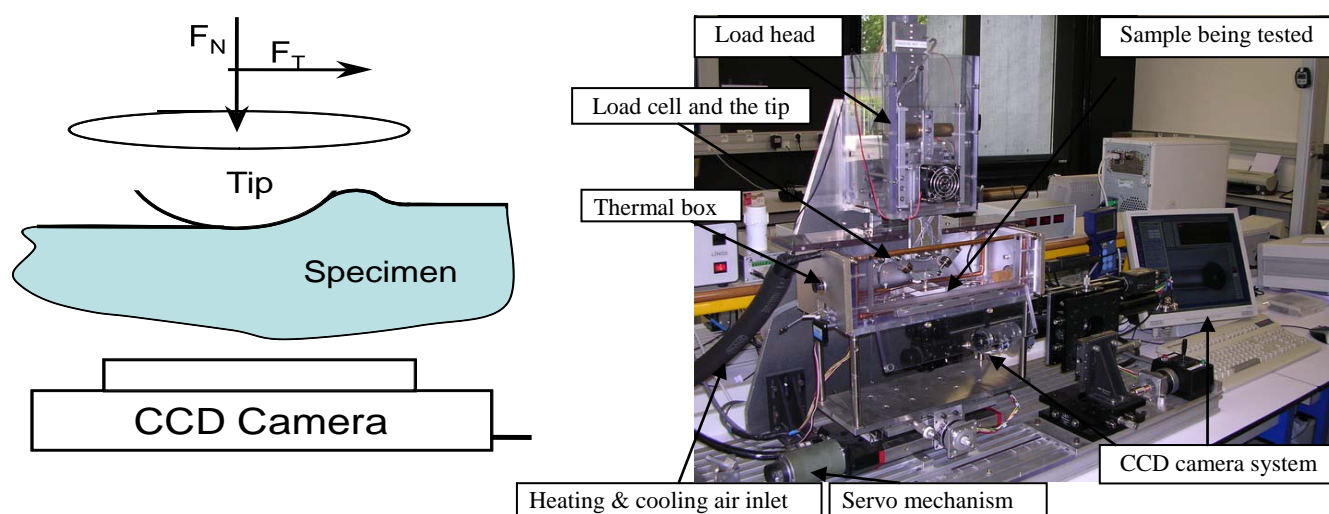 F_N
F_T
Tip
Specimen
CCD Camera
Load head
Sample being tested
Load cell and the tip
Thermal box
CCD camera system
Heating & cooling air inlet
Servo mechanism